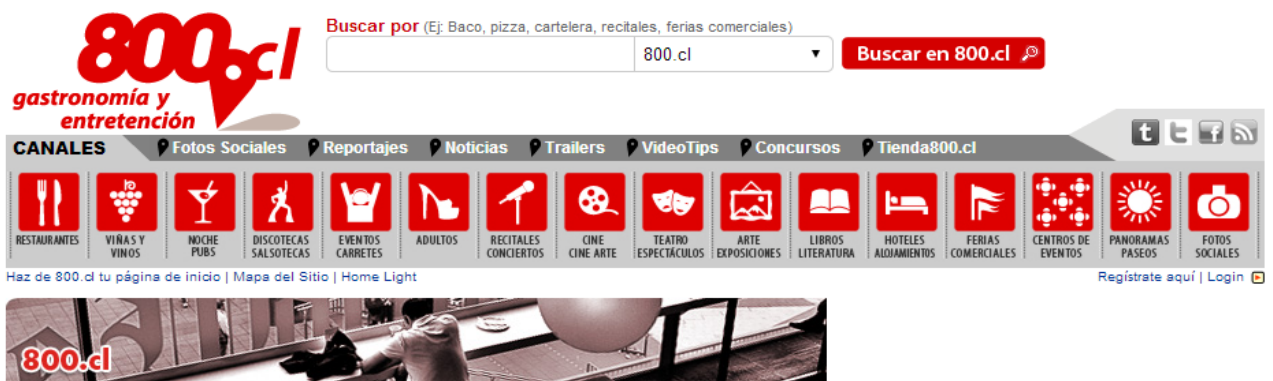 800.cl
gastronomía y
entretención
Buscar por (Ej: Baco, pizza, cartelera, recitales, ferias comerciales)
800.cl
Buscar en 800.cl
CANALES
Fotos Sociales
Reportajes
Noticias
Trailers
VideoTips
Concursos
Tienda800.cl
RESTAURANTES
VIÑAS Y
VINOS
NOCHE
PUBS
DISCOTECAS
SALSOTECAS
EVENTOS
CARRETES
ADULTOS
RECITALES
CONCIERTOS
CINE
CINE ARTE
TEATRO
ESPECTÁCULOS
ARTE
EXPOSICIONES
LIBROS
LITERATURA
HOTELES
ALOJAMIENTOS
FERIAS
COMERCIALES
CENTROS DE
EVENTOS
PANORAMAS
PASEOS
FOTOS
SOCIALES
Haz de 800.cl tu página de inicio | Mapa del Sitio | Home Light
Regístrate aquí | Login
800.cl